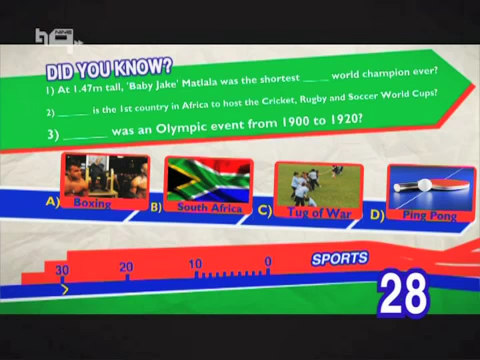 DID YOU KNOW?
1) At 1.47m tall, 'Baby Jake' Matlala was the shortest ____ world champion ever?
2) ______ is the 1st country in Africa to host the Cricket, Rugby and Soccer World Cups?
3) ______ was an Olympic event from 1900 to 1920?
A) Boxing B) South Africa C) Tug of War D) Ping Pong
30 20 10 0 SPORTS
28